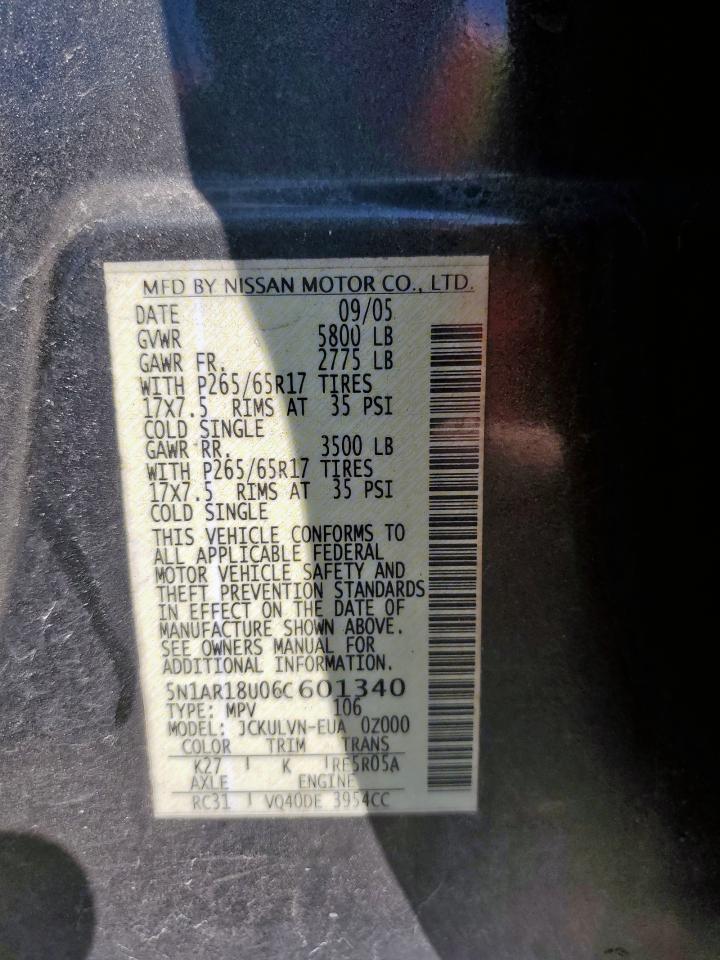 MFD BY NISSAN MOTOR CO., LTD.
DATE 09/05
GVWR 5800 LB
GAWR FR. 2775 LB
WITH P265/65R17 TIRES
17X7.5 RIMS AT 35 PSI
COLD SINGLE
GAWR RR. 3500 LB
WITH P265/65R17 TIRES
17X7.5 RIMS AT 35 PSI
COLD SINGLE
THIS VEHICLE CONFORMS TO
ALL APPLICABLE FEDERAL
MOTOR VEHICLE SAFETY AND
THEFT PREVENTION STANDARDS
IN EFFECT ON THE DATE OF
MANUFACTURE SHOWN ABOVE.
SEE OWNERS MANUAL FOR
ADDITIONAL INFORMATION.
5N1AR18U06C601340
TYPE: MPV 106
MODEL: JCKULVN-EUA 0Z000
COLOR TRIM TRANS
K27 K RE5R05A
AXLE ENGINE
RC31 VQ40DE 3954CC